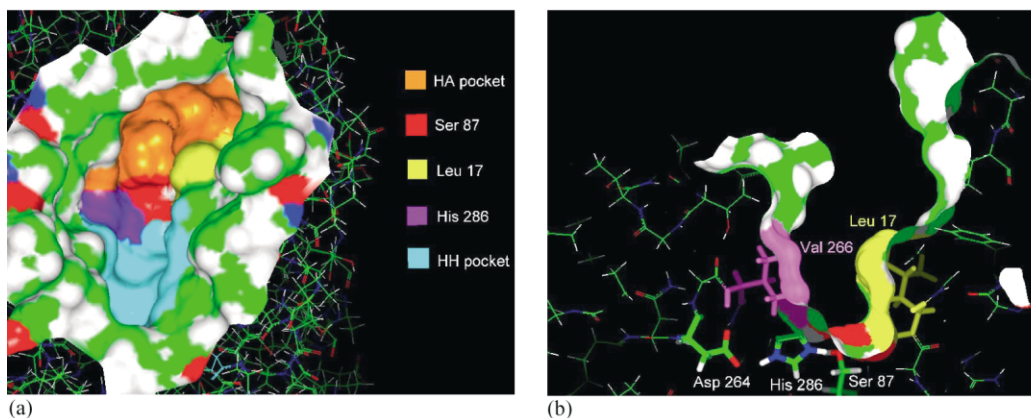 HA pocket
Ser 87
Leu 17
His 286
HH pocket
(a)
Leu 17
Val 266
Asp 264
His 286
Ser 87
(b)